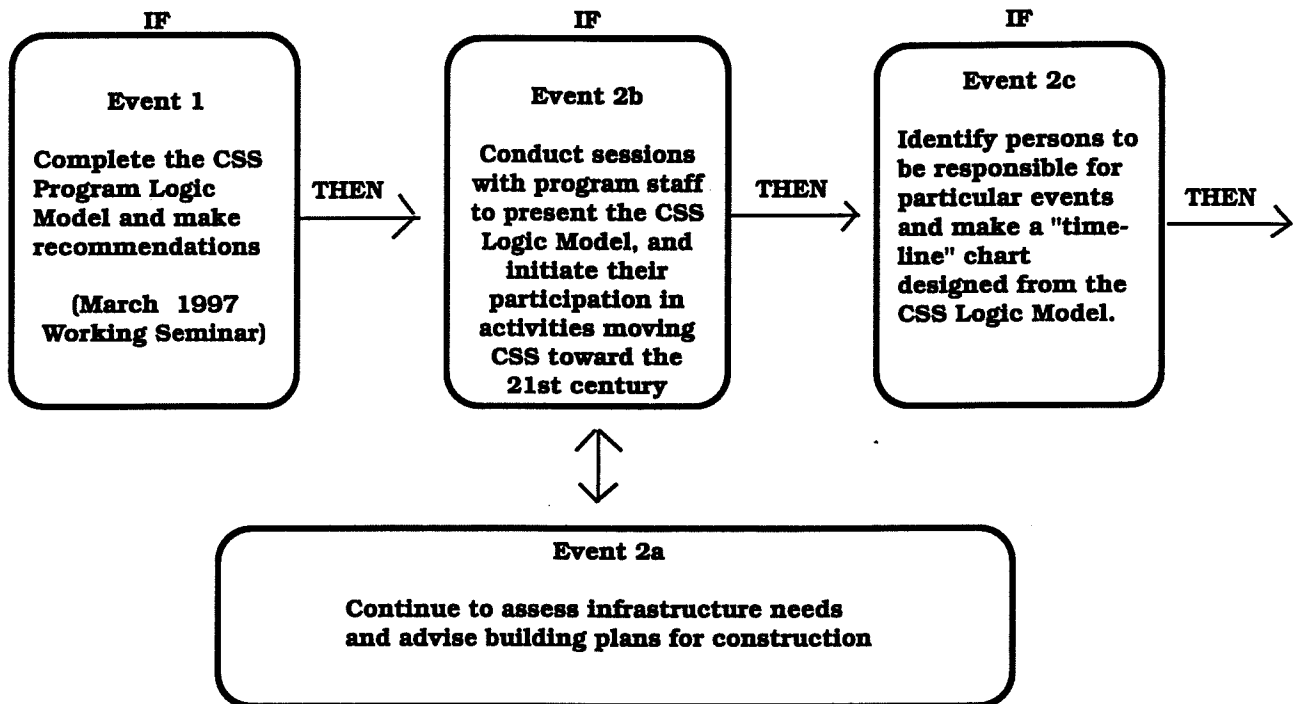 IF
Event 1
Complete the CSS
Program Logic
Model and make
recommendations
(March 1997
Working Seminar)
THEN
IF
Event 2b
Conduct sessions
with program staff
to present the CSS
Logic Model, and
initiate their
participation in
activities moving
CSS toward the
21st century
THEN
IF
Event 2c
Identify persons to
be responsible for
particular events
and make a "time-
line" chart
designed from the
CSS Logic Model.
THEN
Event 2a
Continue to assess infrastructure needs
and advise building plans for construction